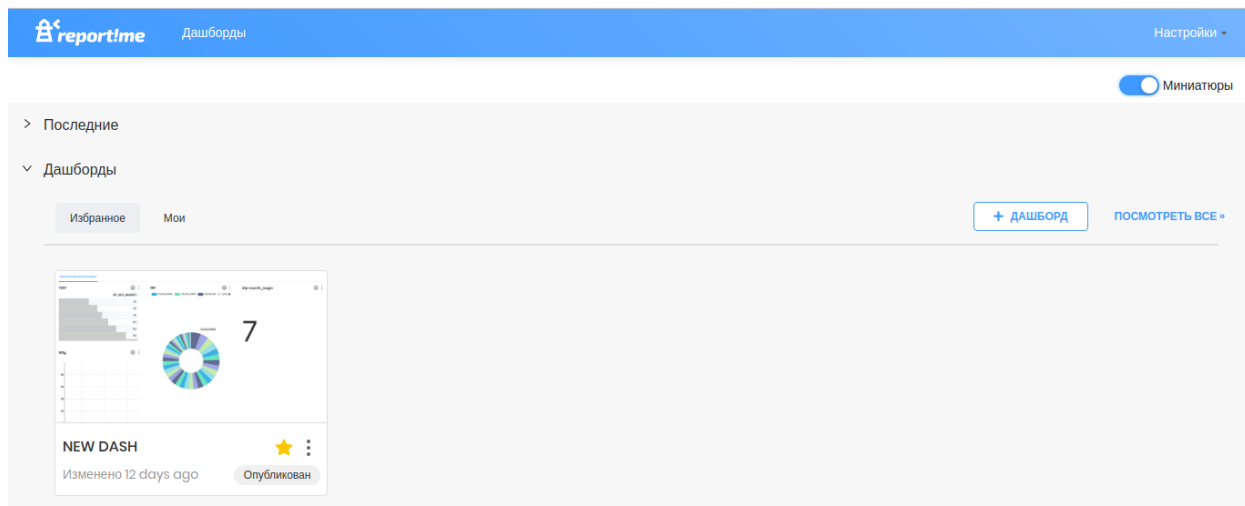 report!me Дашборды Настройки
Миниатюры
Последние
Дашборды
Избранное Мои + ДАШБОРД ПОСМОТРЕТЬ ВСЕ »
7
NEW DASH
Изменено 12 days ago Опубликован